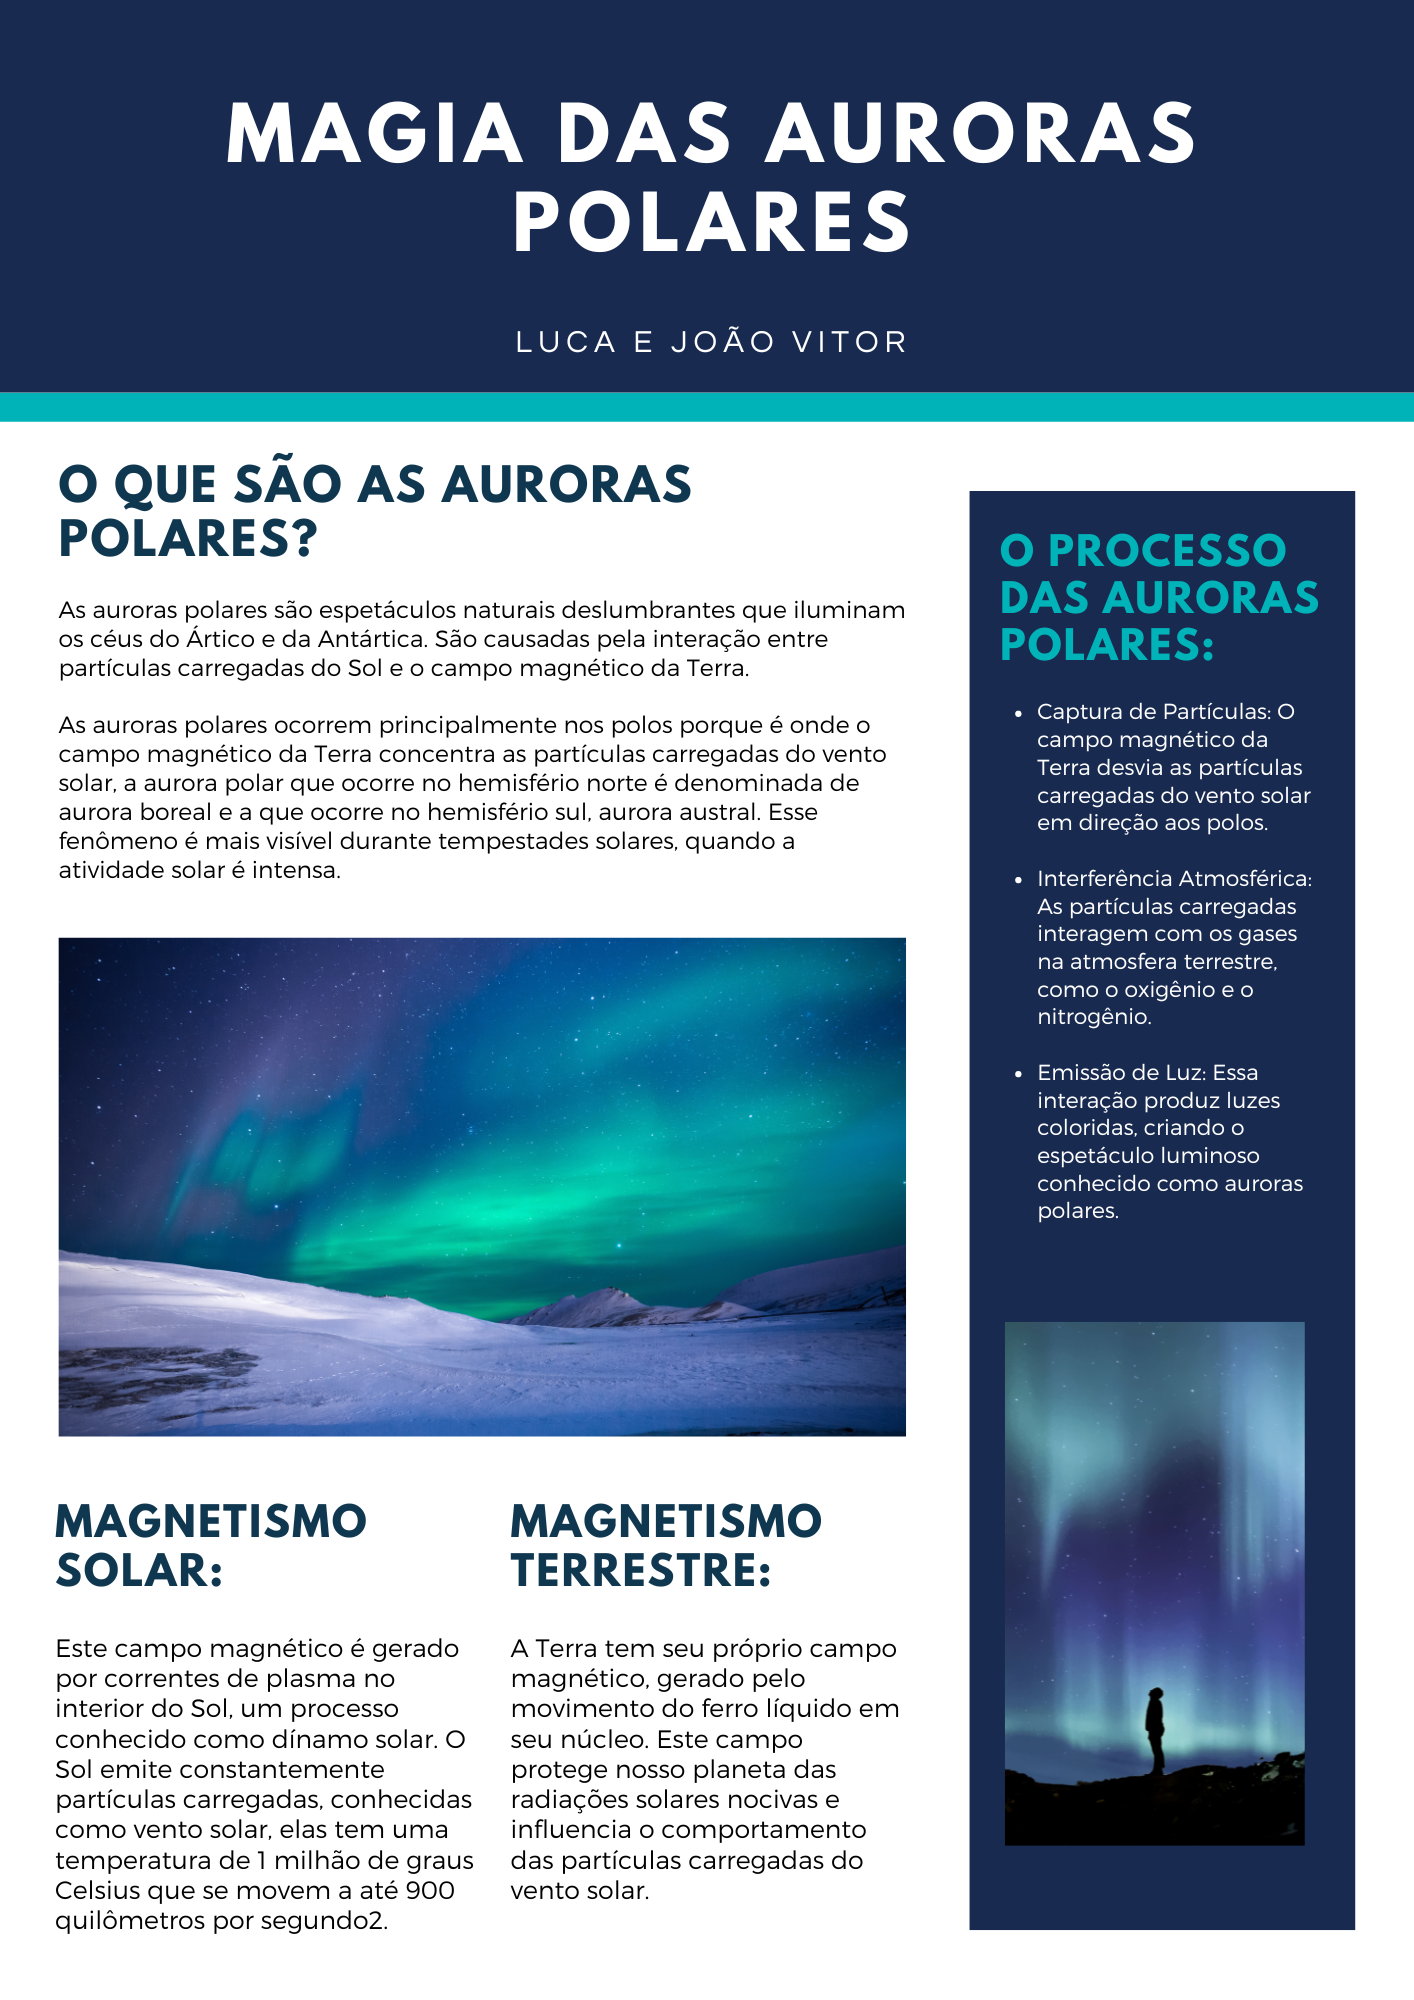 MAGIA DAS AURORAS
POLARES
LUCA E JOÃO VITOR
O QUE SÃO AS AURORAS
POLARES?
As auroras polares são espetáculos naturais deslumbrantes que iluminam
os céus do Ártico e da Antártica. São causadas pela interação entre
partículas carregadas do Sol e o campo magnético da Terra.
As auroras polares ocorrem principalmente nos polos porque é onde o
campo magnético da Terra concentra as partículas carregadas do vento
solar, a aurora polar que ocorre no hemisfério norte é denominada de
aurora boreal e a que ocorre no hemisfério sul, aurora austral. Esse
fenômeno é mais visível durante tempestades solares, quando a
atividade solar é intensa.
MAGNETISMO
SOLAR:
Este campo magnético é gerado
por correntes de plasma no
interior do Sol, um processo
conhecido como dínamo solar. O
Sol emite constantemente
partículas carregadas, conhecidas
como vento solar, elas tem uma
temperatura de 1 milhão de graus
Celsius que se movem a até 900
quilômetros por segundo2.
MAGNETISMO
TERRESTRE:
A Terra tem seu próprio campo
magnético, gerado pelo
movimento do ferro líquido em
seu núcleo. Este campo
protege nosso planeta das
radiações solares nocivas e
influencia o comportamento
das partículas carregadas do
vento solar.
O PROCESSO
DAS AURORAS
POLARES:
• Captura de Partículas: O
campo magnético da
Terra desvia as partículas
carregadas do vento solar
em direção aos polos.
• Interferência Atmosférica:
As partículas carregadas
interagem com os gases
na atmosfera terrestre,
como o oxigênio e o
nitrogênio.
• Emissão de Luz: Essa
interação produz luzes
coloridas, criando o
espetáculo luminoso
conhecido como auroras
polares.